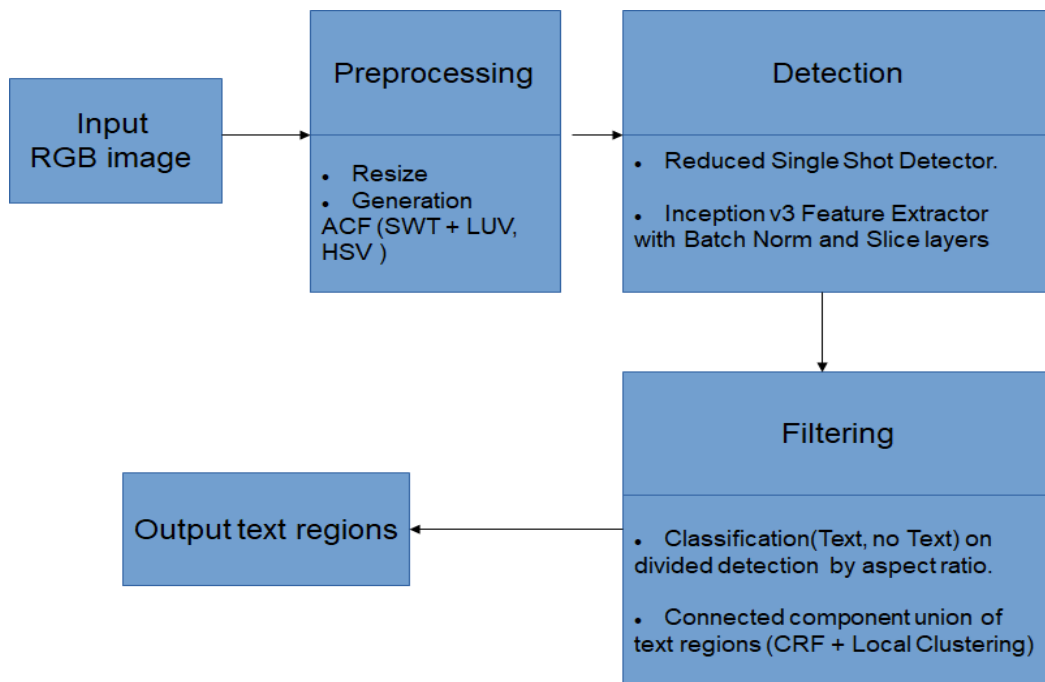 Input
RGB image
Preprocessing
• Resize
• Generation
ACF (SWT + LUV,
HSV )
Detection
• Reduced Single Shot Detector.
• Inception v3 Feature Extractor
with Batch Norm and Slice layers
Filtering
• Classification(Text, no Text) on
divided detection by aspect ratio.
• Connected component union of
text regions (CRF + Local Clustering)
Output text regions